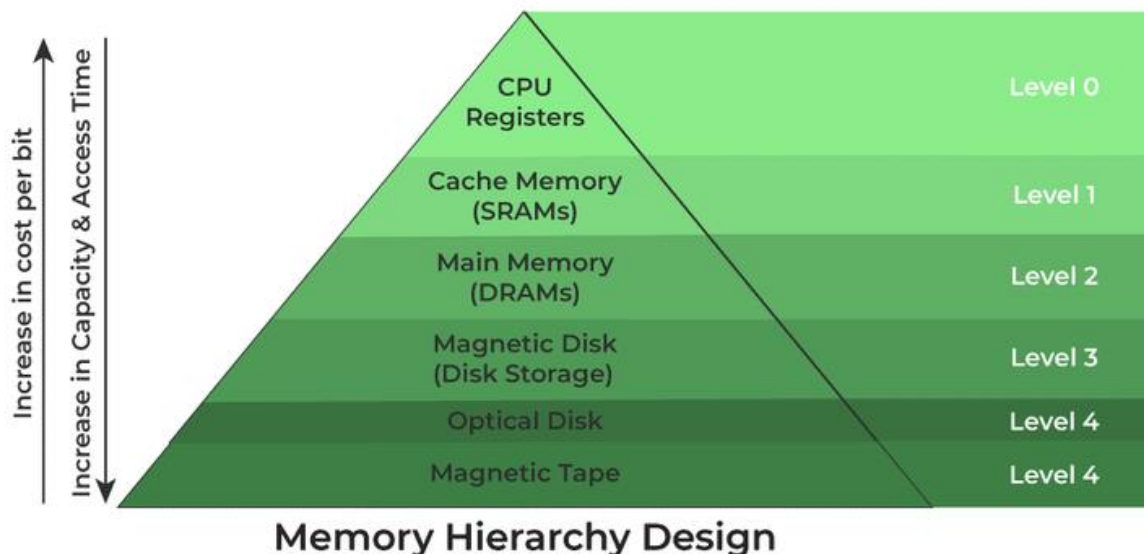 Increase in cost per bit
Increase in Capacity & Access Time
CPU
Registers
Level 0
Cache Memory
(SRAMs)
Level 1
Main Memory
(DRAMs)
Level 2
Magnetic Disk
(Disk Storage)
Level 3
Optical Disk
Level 4
Magnetic Tape
Level 4
Memory Hierarchy Design